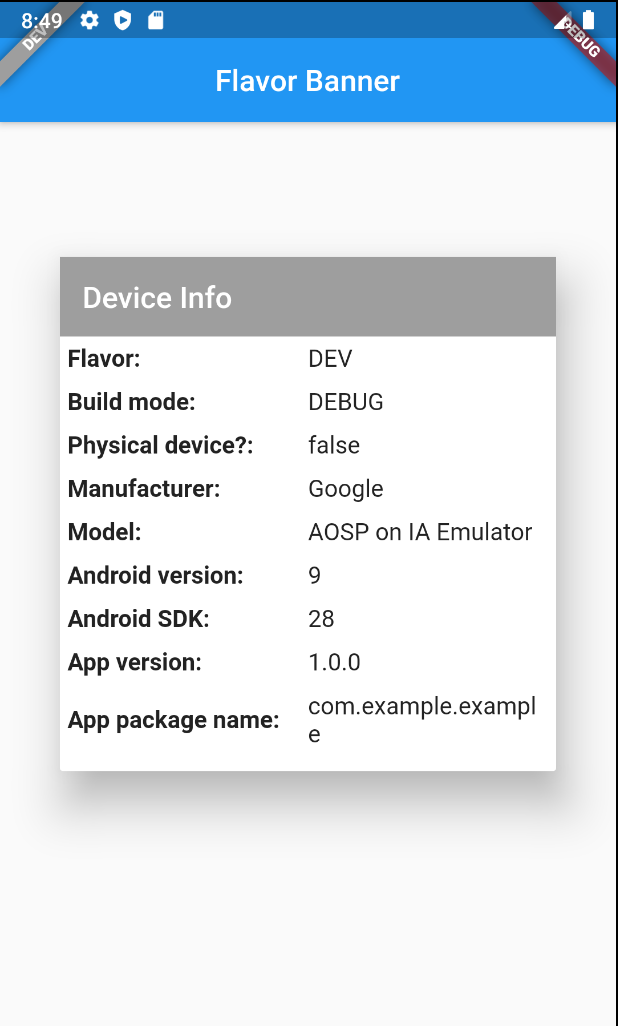 8:49
DEV
DEBUG
Flavor Banner
Device Info
Flavor: DEV
Build mode: DEBUG
Physical device?: false
Manufacturer: Google
Model: AOSP on IA Emulator
Android version: 9
Android SDK: 28
App version: 1.0.0
App package name: com.example.exampl
e